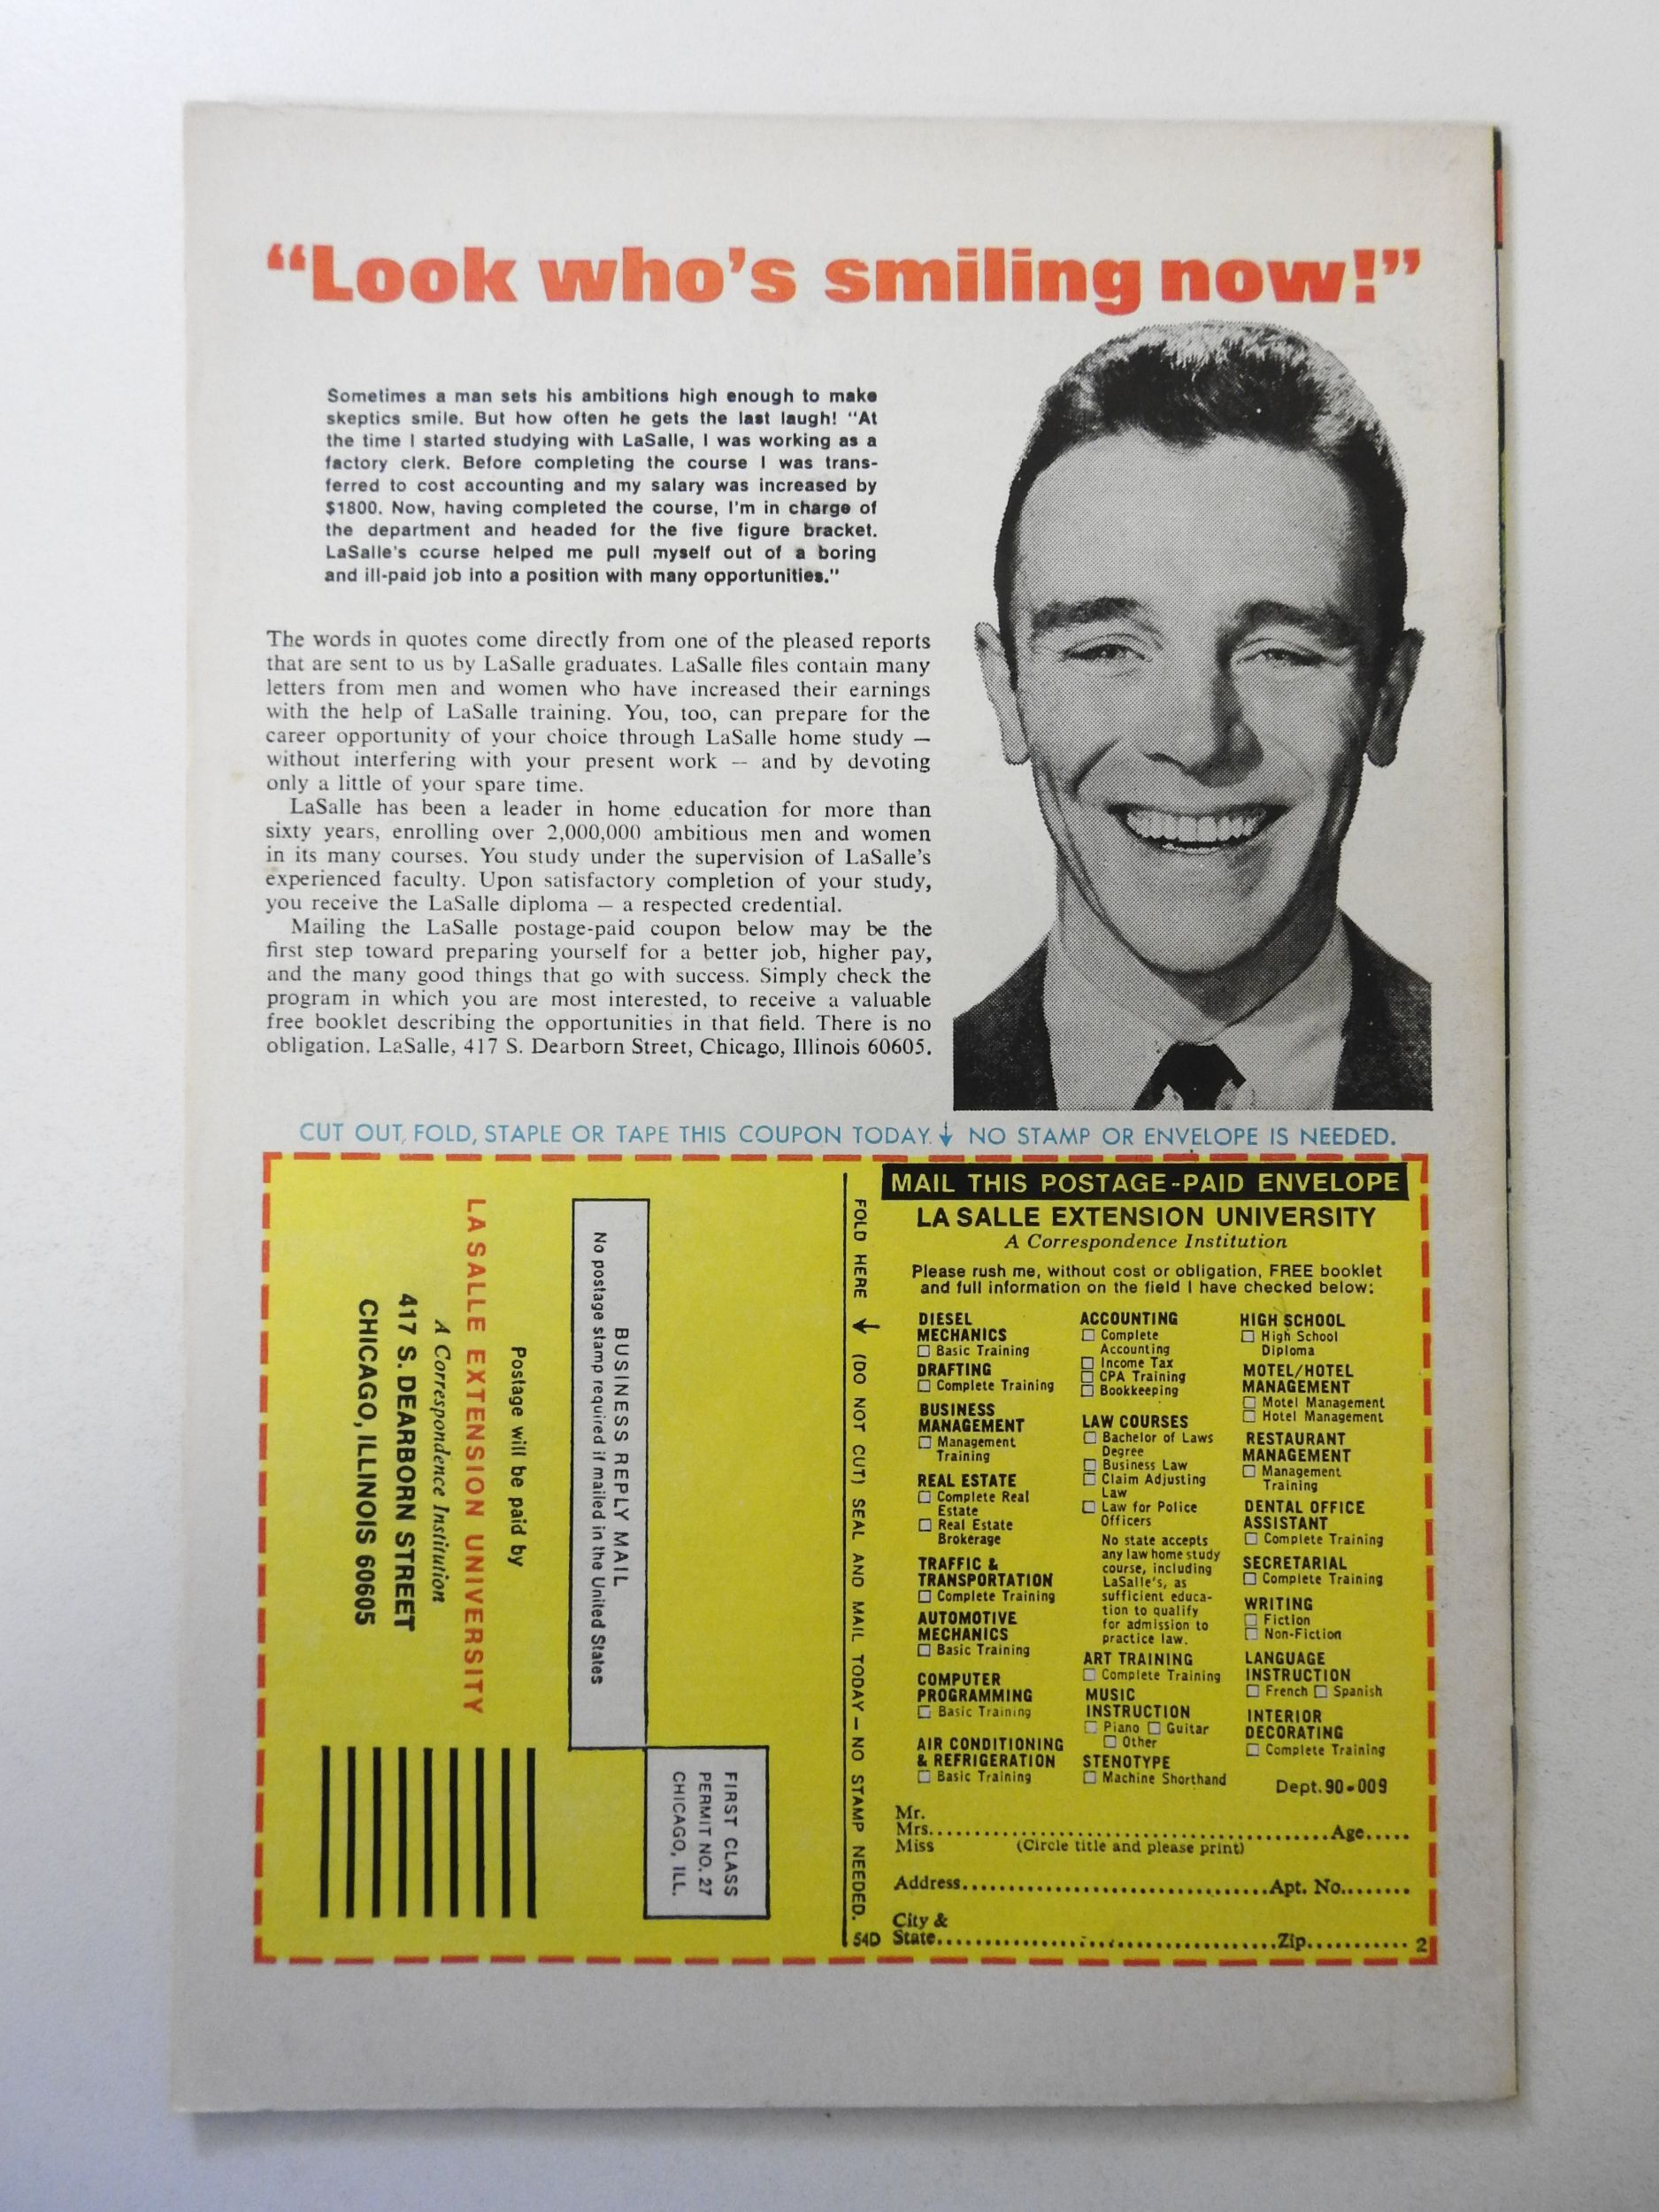 “Look who’s smiling now!”
Sometimes a man sets his ambitions high enough to make
skeptics smile. But how often he gets the last laugh! “At
the time I started studying with LaSalle, I was working as a
factory clerk. Before completing the course I was trans-
ferred to cost accounting and my salary was increased by
$1800. Now, having completed the course, I’m in charge of
the department and headed for the five figure bracket.
LaSalle’s course helped me pull myself out of a boring
and ill-paid job into a position with many opportunities.”
The words in quotes come directly from one of the pleased reports
that are sent to us by LaSalle graduates. LaSalle files contain many
letters from men and women who have increased their earnings
with the help of LaSalle training. You, too, can prepare for the
career opportunity of your choice through LaSalle home study —
without interfering with your present work — and by devoting
only a little of your spare time.
LaSalle has been a leader in home education for more than
sixty years, enrolling over 2,000,000 ambitious men and women
in its many courses. You study under the supervision of LaSalle’s
experienced faculty. Upon satisfactory completion of your study,
you receive the LaSalle diploma — a respected credential.
Mailing the LaSalle postage-paid coupon below may be the
first step toward preparing yourself for a better job, higher pay,
and the many good things that go with success. Simply check the
program in which you are most interested, to receive a valuable
free booklet describing the opportunities in that field. There is no
obligation. LaSalle, 417 S. Dearborn Street, Chicago, Illinois 60605.
CUT OUT, FOLD, STAPLE OR TAPE THIS COUPON TODAY. ↓ NO STAMP OR ENVELOPE IS NEEDED.
FIRST CLASS
PERMIT NO. 27
CHICAGO, ILL.
BUSINESS REPLY MAIL
No postage stamp required if mailed in the United States
Postage will be paid by
LA SALLE EXTENSION UNIVERSITY
A Correspondence Institution
417 S. DEARBORN STREET
CHICAGO, ILLINOIS 60605
FOLD HERE ↓ (DO NOT CUT) SEAL AND MAIL TODAY — NO STAMP NEEDED.
54D
MAIL THIS POSTAGE-PAID ENVELOPE
LA SALLE EXTENSION UNIVERSITY
A Correspondence Institution
Please rush me, without cost or obligation, FREE booklet
and full information on the field I have checked below:
DIESEL
MECHANICS
☐ Basic Training
DRAFTING
☐ Complete Training
BUSINESS
MANAGEMENT
☐ Management
Training
REAL ESTATE
☐ Complete Real
Estate
☐ Real Estate
Brokerage
TRAFFIC &
TRANSPORTATION
☐ Complete Training
AUTOMOTIVE
MECHANICS
☐ Basic Training
COMPUTER
PROGRAMMING
☐ Basic Training
AIR CONDITIONING
& REFRIGERATION
☐ Basic Training
ACCOUNTING
☐ Complete
Accounting
☐ Income Tax
☐ CPA Training
☐ Bookkeeping
LAW COURSES
☐ Bachelor of Laws
Degree
☐ Business Law
☐ Claim Adjusting
Law
☐ Law for Police
Officers
No state accepts
any law home study
course, including
LaSalle’s, as
sufficient educa-
tion to qualify
for admission to
practice law.
ART TRAINING
☐ Complete Training
MUSIC
INSTRUCTION
☐ Piano ☐ Guitar
☐ Other
STENOTYPE
☐ Machine Shorthand
HIGH SCHOOL
☐ High School
Diploma
MOTEL/HOTEL
MANAGEMENT
☐ Motel Management
☐ Hotel Management
RESTAURANT
MANAGEMENT
☐ Management
Training
DENTAL OFFICE
ASSISTANT
☐ Complete Training
SECRETARIAL
☐ Complete Training
WRITING
☐ Fiction
☐ Non-Fiction
LANGUAGE
INSTRUCTION
☐ French ☐ Spanish
INTERIOR
DECORATING
☐ Complete Training
Dept. 90-009
Mr.
Mrs.......................................Age.....
Miss (Circle title and please print)
Address...................................Apt. No........
City &
State.......................................Zip........... 2